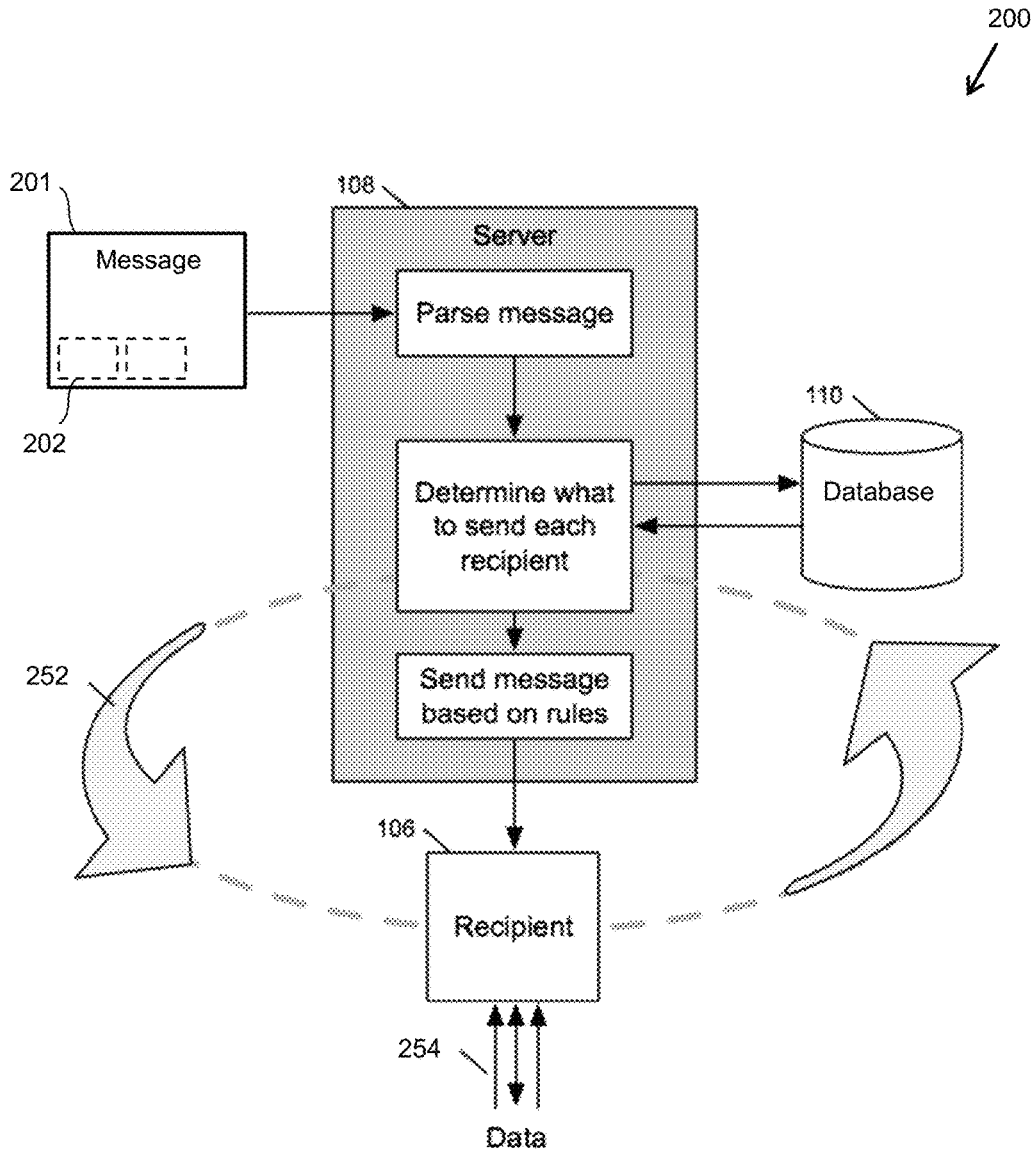 200
201
Message
202
108
Server
Parse message
Determine what
to send each
recipient
110
Database
Send message
based on rules
252
106
Recipient
254
Data